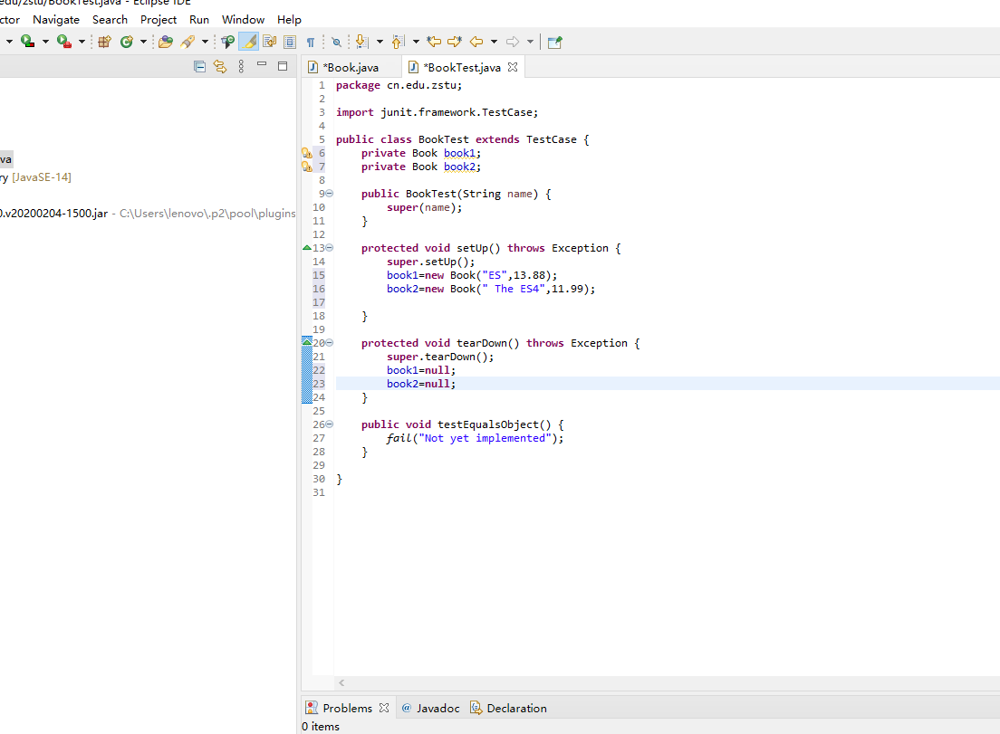 edu/zstu/BookTest.java - Eclipse IDE
ctor Navigate Search Project Run Window Help
*Book.java *BookTest.java
1 package cn.edu.zstu;
2
3 import junit.framework.TestCase;
4
5 public class BookTest extends TestCase {
6 private Book book1;
7 private Book book2;
8
9 public BookTest(String name) {
10 super(name);
11 }
12
13 protected void setUp() throws Exception {
14 super.setUp();
15 book1=new Book("ES",13.88);
16 book2=new Book(" The ES4",11.99);
17
18 }
19
20 protected void tearDown() throws Exception {
21 super.tearDown();
22 book1=null;
23 book2=null;
24 }
25
26 public void testEqualsObject() {
27 fail("Not yet implemented");
28 }
29
30 }
31
va
ry [JavaSE-14]
0.v20200204-1500.jar - C:\Users\lenovo\.p2\pool\plugins
Problems @ Javadoc Declaration
0 items